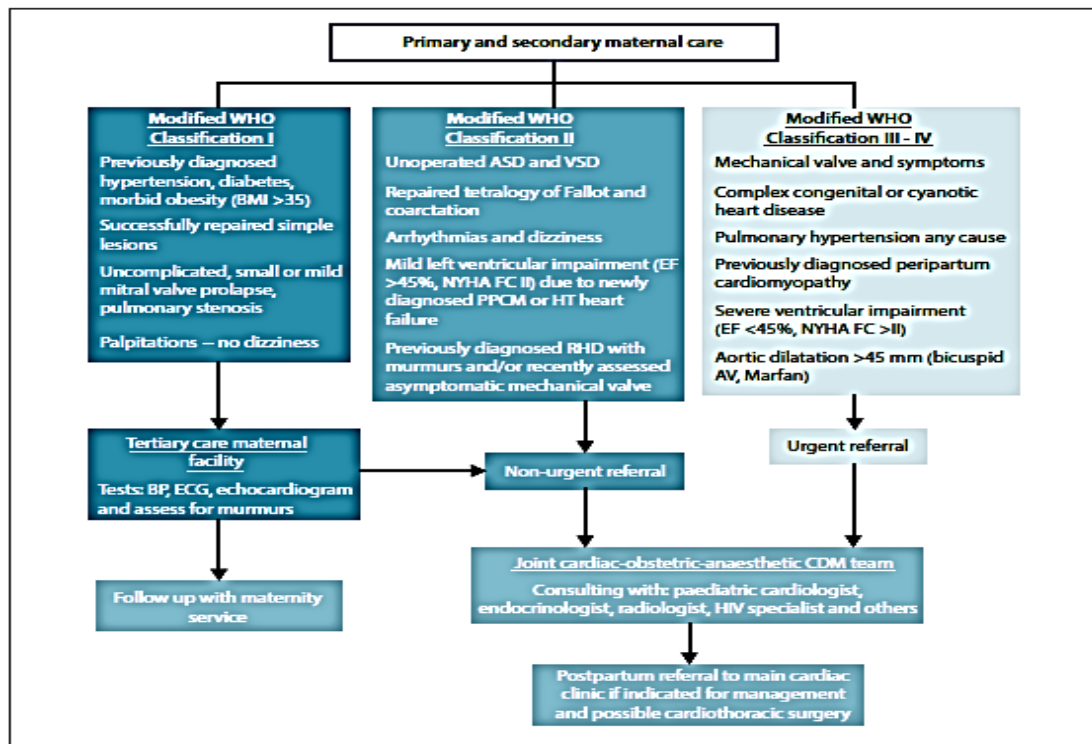 Primary and secondary maternal care
Modified WHO
Classification I
Previously diagnosed
hypertension, diabetes,
morbid obesity (BMI >35)
Successfully repaired simple
lesions
Uncomplicated, small or mild
mitral valve prolapse,
pulmonary stenosis
Palpitations – no dizziness
Modified WHO
Classification II
Unoperated ASD and VSD
Repaired tetralogy of Fallot and
coarctation
Arrhythmias and dizziness
Mild left ventricular impairment (EF
>45%, NYHA FC II) due to newly
diagnosed PPCM or HT heart
failure
Previously diagnosed RHD with
murmurs and/or recently assessed
asymptomatic mechanical valve
Modified WHO
Classification III - IV
Mechanical valve and symptoms
Complex congenital or cyanotic
heart disease
Pulmonary hypertension any cause
Previously diagnosed peripartum
cardiomyopathy
Severe ventricular impairment
(EF <45%, NYHA FC >II)
Aortic dilatation >45 mm (bicuspid
AV, Marfan)
Tertiary care maternal
facility
Tests: BP, ECG, echocardiogram
and assess for murmurs
Non-urgent referral
Urgent referral
Follow up with maternity
service
Joint cardiac-obstetric-anaesthetic CDM team
Consulting with: paediatric cardiologist,
endocrinologist, radiologist, HIV specialist and others
Postpartum referral to main cardiac
clinic if indicated for management
and possible cardiothoracic surgery